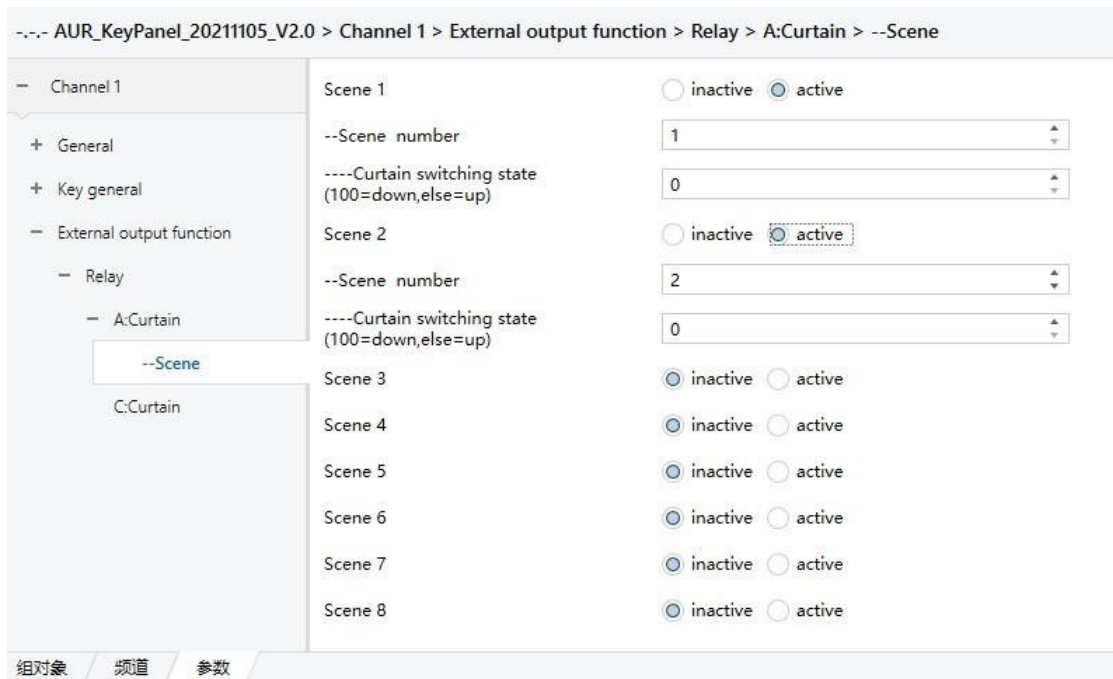 -.-.- AUR_KeyPanel_20211105_V2.0 > Channel 1 > External output function > Relay > A:Curtain > --Scene
Channel 1
General
Key general
External output function
Relay
A:Curtain
--Scene
C:Curtain
Scene 1 inactive active
--Scene number 1
----Curtain switching state
(100=down,else=up) 0
Scene 2 inactive active
--Scene number 2
----Curtain switching state
(100=down,else=up) 0
Scene 3 inactive active
Scene 4 inactive active
Scene 5 inactive active
Scene 6 inactive active
Scene 7 inactive active
Scene 8 inactive active
组对象 频道 参数